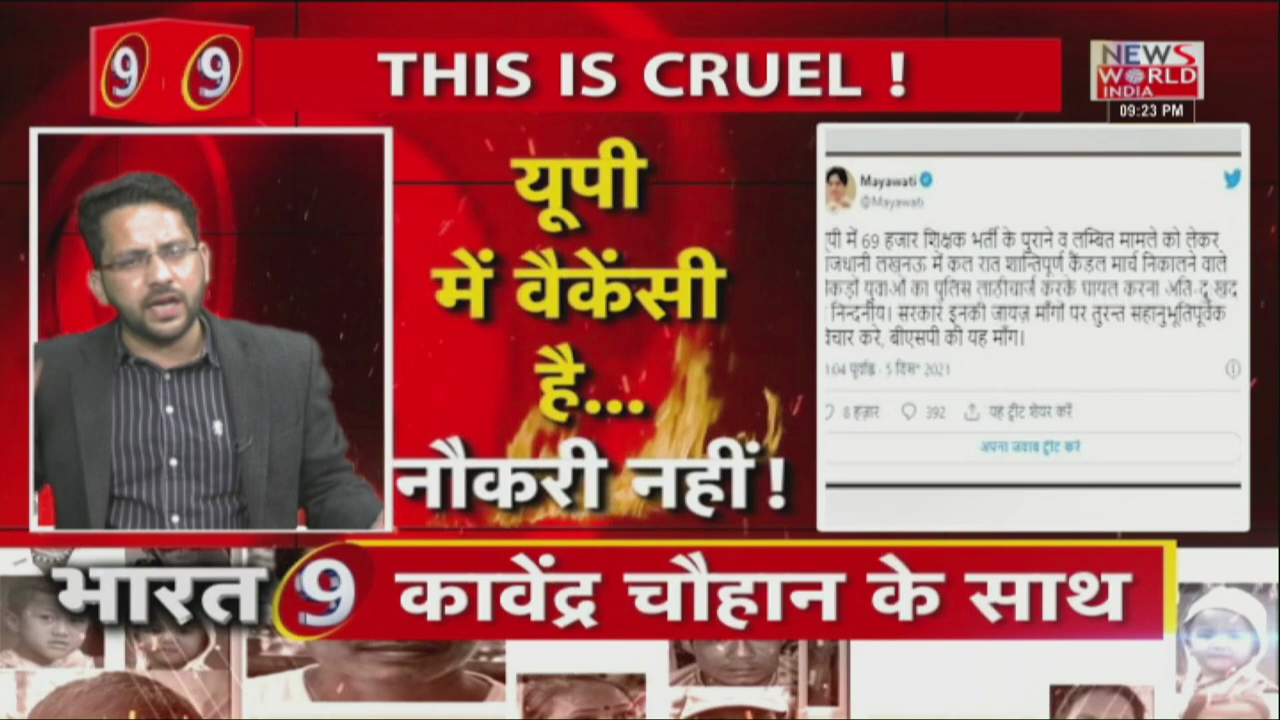 9 9
THIS IS CRUEL !
NEWS
WORLD
INDIA
09:23 PM
यूपी
में वैकेंसी
है...
नौकरी नहीं!
Mayawati
@Mayawati
पी में 69 हजार शिक्षक भर्ती के पुराने व लम्बित मामले को लेकर
जधानी लखनऊ में कल रात शान्तिपूर्ण कैंडल मार्च निकालने वाले
कड़ों युवाओं का पुलिस लाठीचार्ज करके घायल करना अति-दुःखद
निन्दनीय। सरकार इनकी जायज़ माँगों पर तुरन्त सहानुभूतिपूर्वक
चार करे, बीएसपी की यह माँग।
:04 पूर्वाह्न · 5 दिस॰ 2021
8 हज़ार 392 यह ट्वीट शेयर करें
अपना जवाब ट्वीट करें
भारत 9 कावेंद्र चौहान के साथ